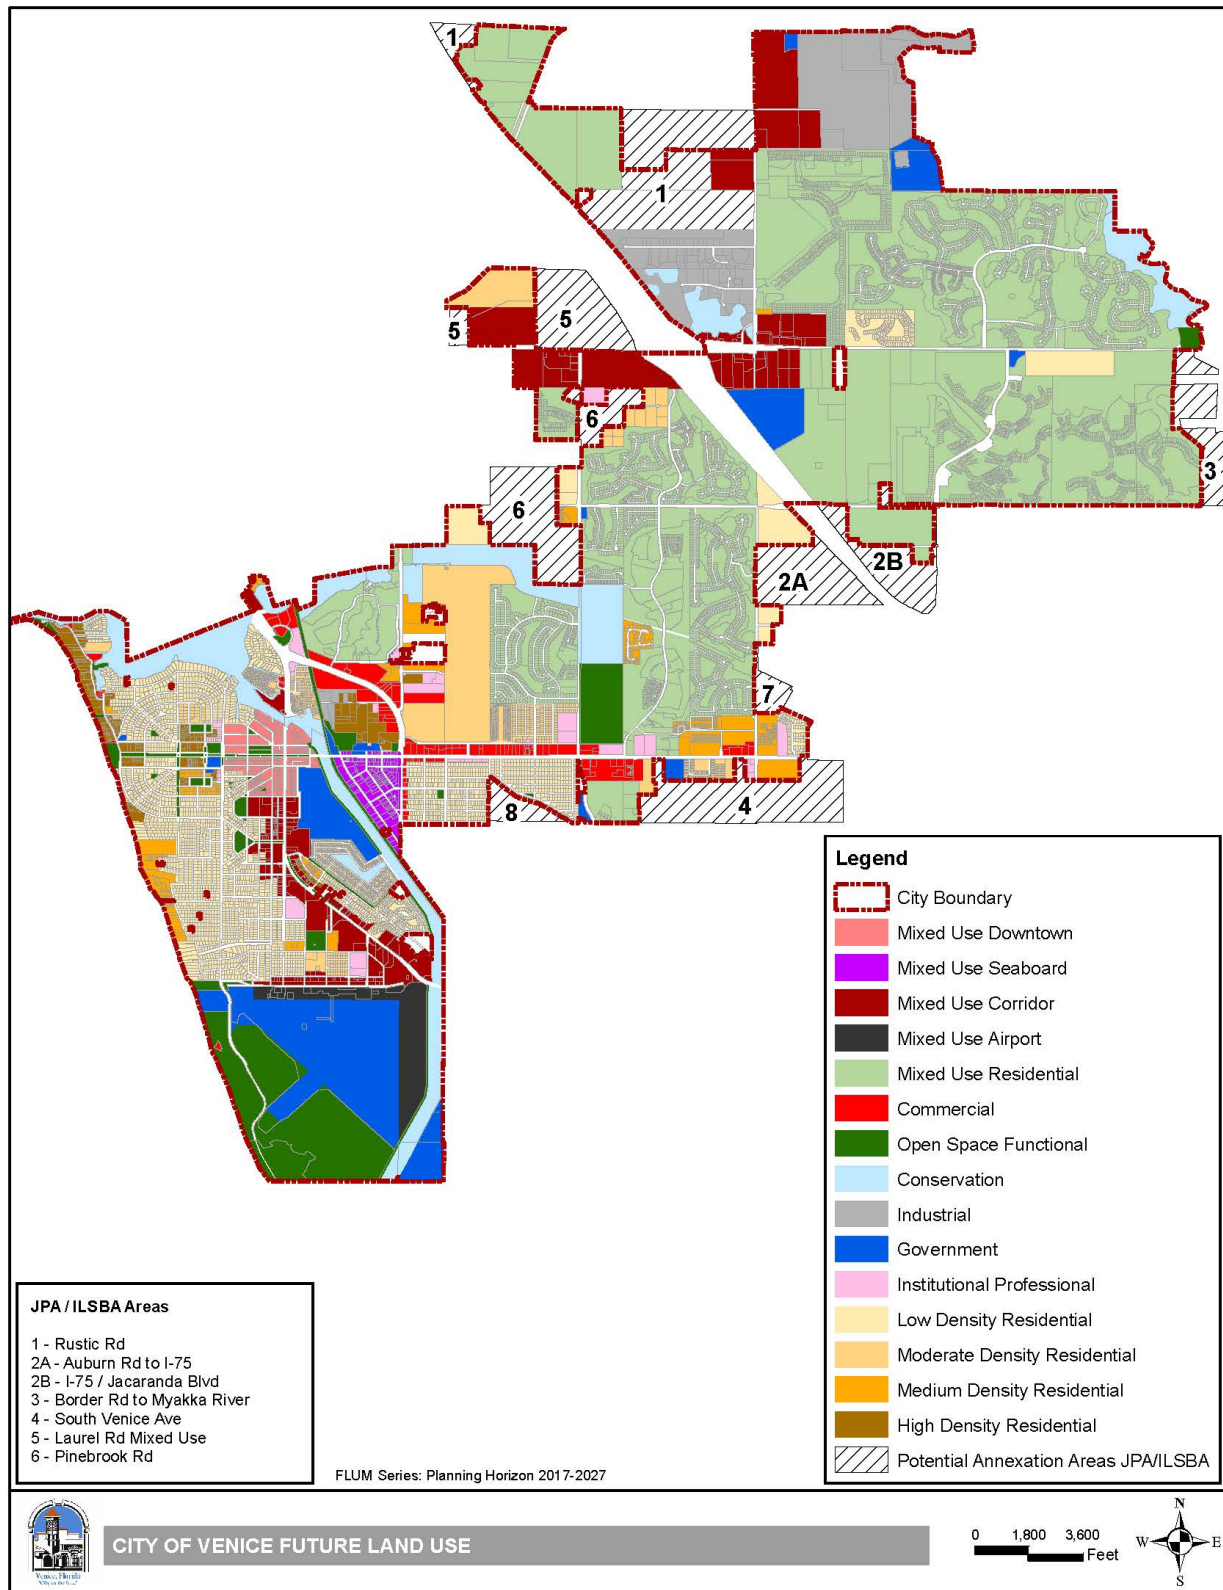 1
1
5
5
6
3
6
2B
2A
7
8
4
Legend
City Boundary
Mixed Use Downtown
Mixed Use Seaboard
Mixed Use Corridor
Mixed Use Airport
Mixed Use Residential
Commercial
Open Space Functional
Conservation
Industrial
Government
Institutional Professional
Low Density Residential
Moderate Density Residential
Medium Density Residential
High Density Residential
Potential Annexation Areas JPA/ILSBA
JPA / ILSBA Areas
1 - Rustic Rd
2A - Auburn Rd to I-75
2B - I-75 / Jacaranda Blvd
3 - Border Rd to Myakka River
4 - South Venice Ave
5 - Laurel Rd Mixed Use
6 - Pinebrook Rd
FLUM Series: Planning Horizon 2017-2027
Venice, Florida
CITY OF VENICE FUTURE LAND USE
0 1,800 3,600
Feet
N
W E
S